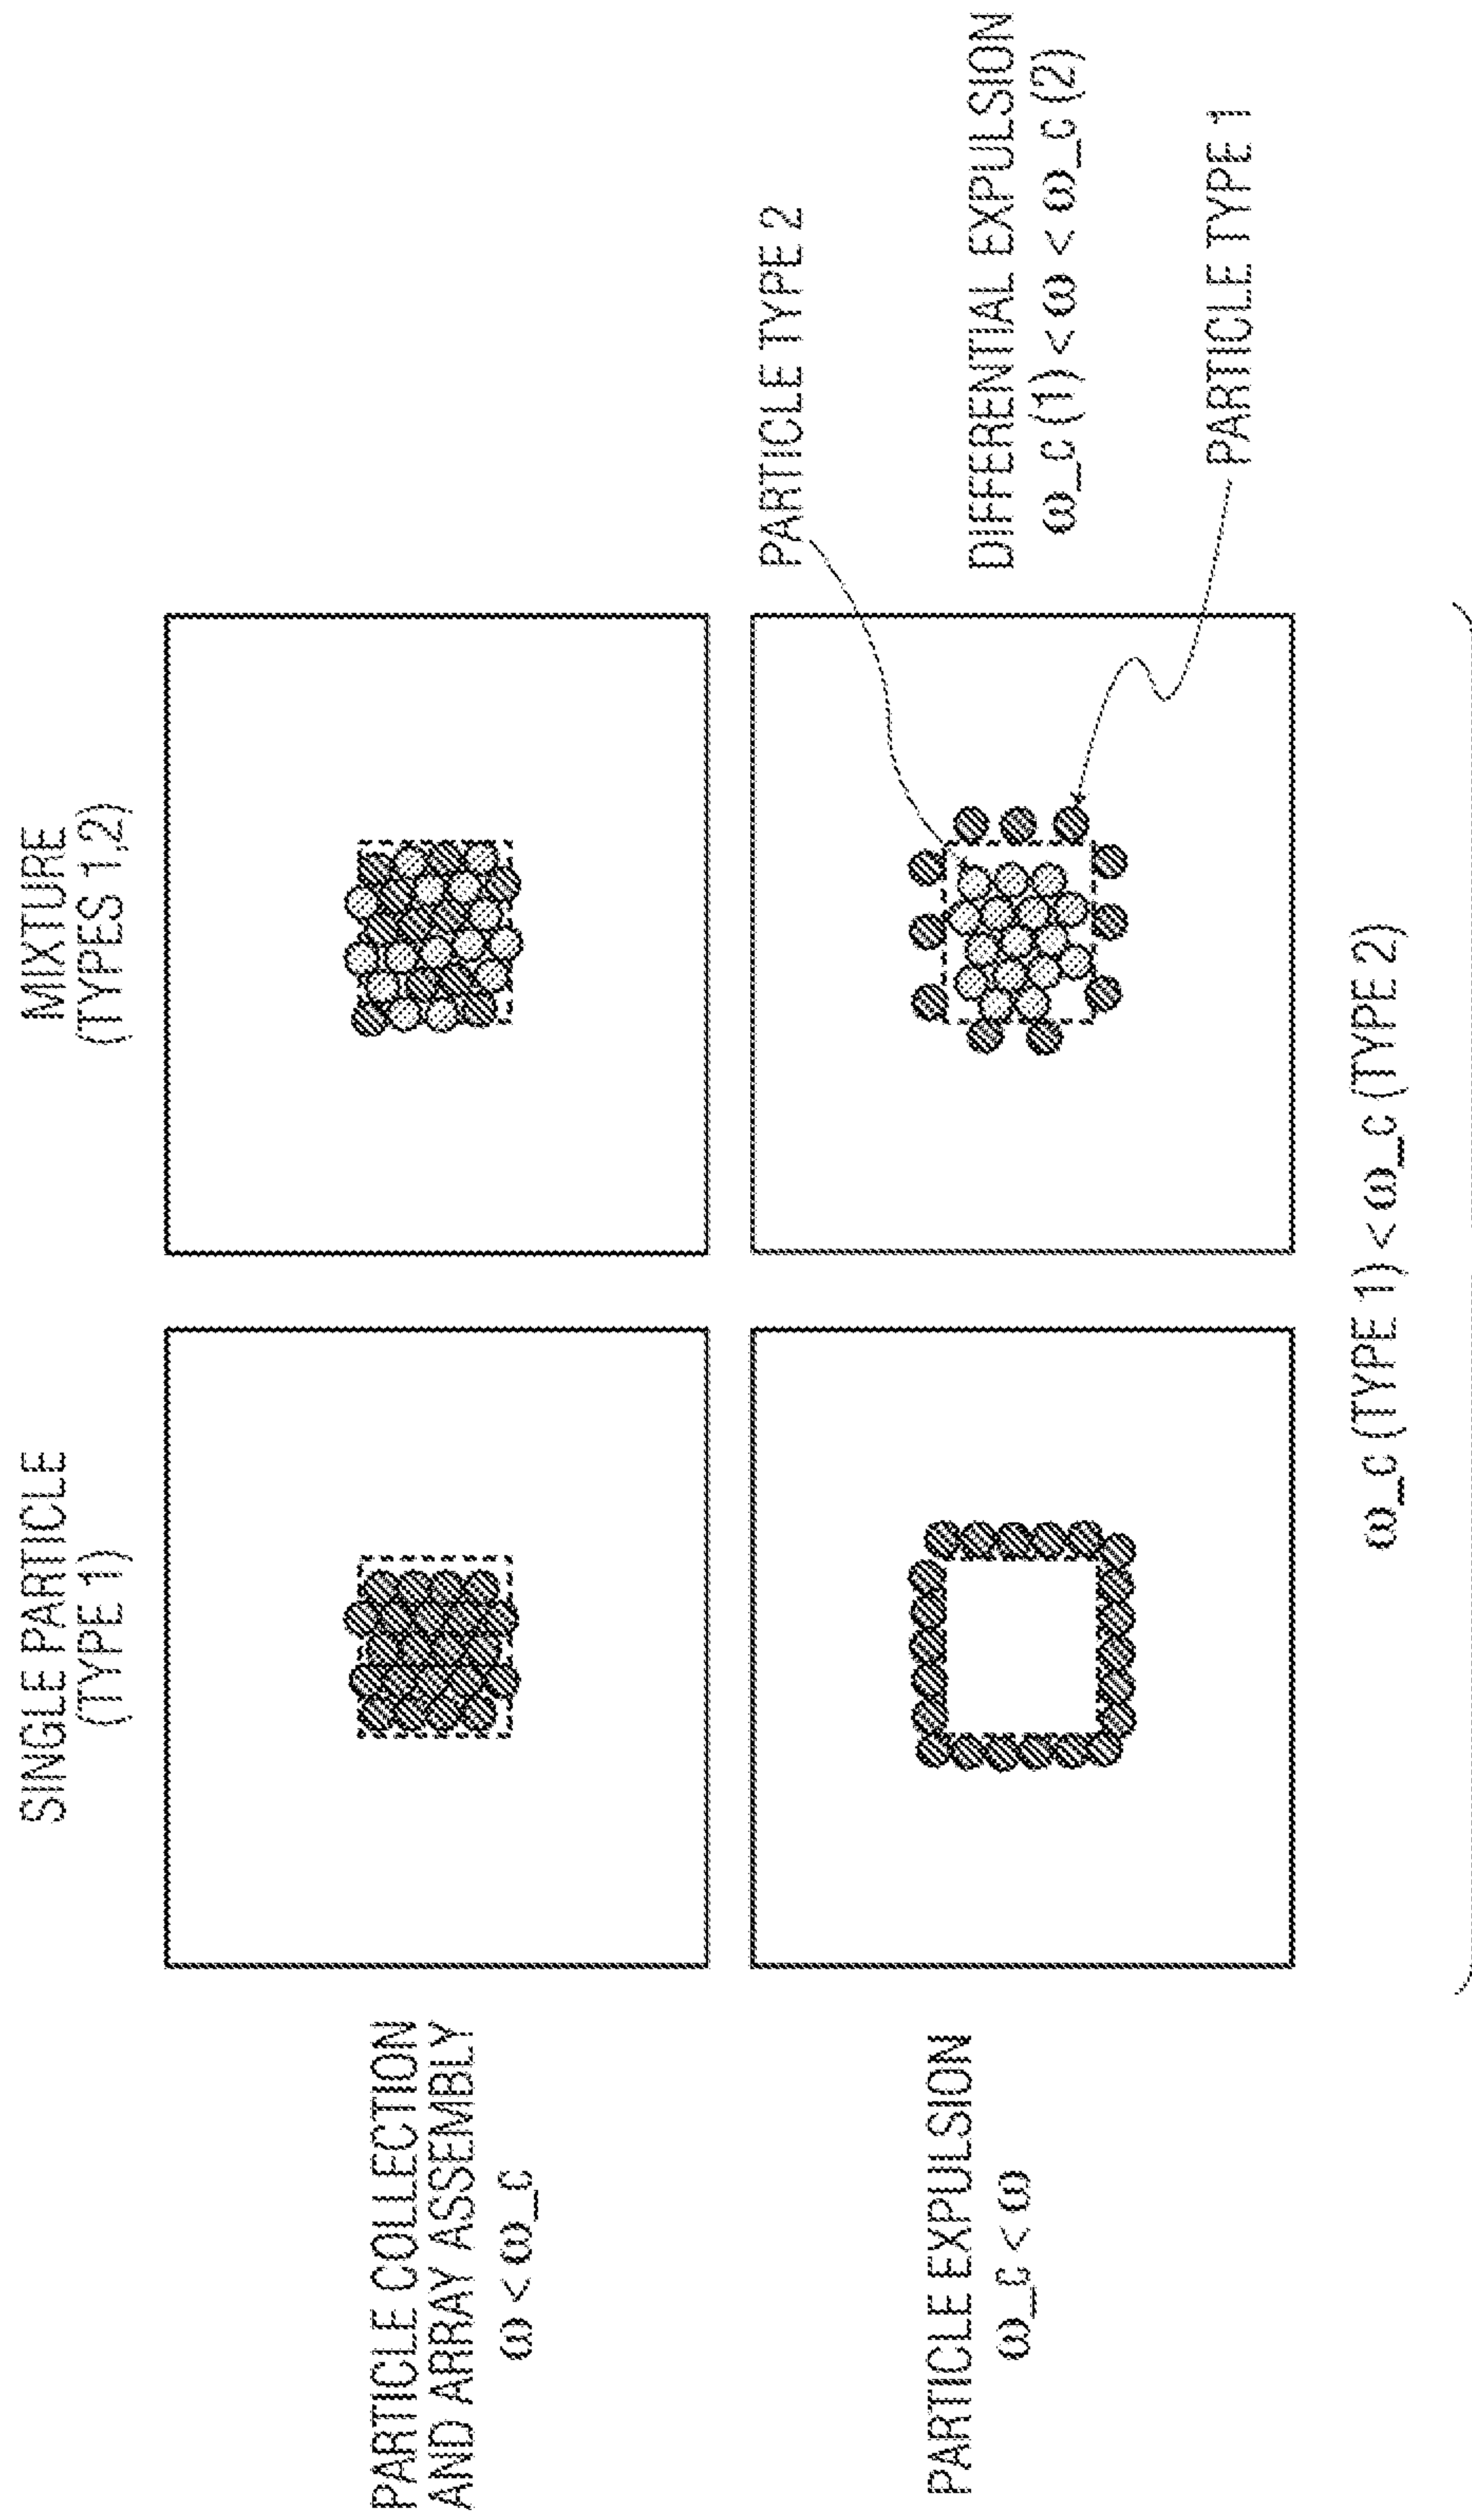 SINGLE PARTICLE
(TYPE 1)
MIXTURE
(TYPES 1,2)
PARTICLE COLLECTION
AND ARRAY ASSEMBLY
ω < ω_c
PARTICLE EXPULSION
ω_c < ω
PARTICLE TYPE 2
DIFFERENTIAL EXPULSION
ω_c (1) < ω < ω_c (2)
PARTICLE TYPE 1
ω_c (TYPE 1) < ω_c (TYPE 2)